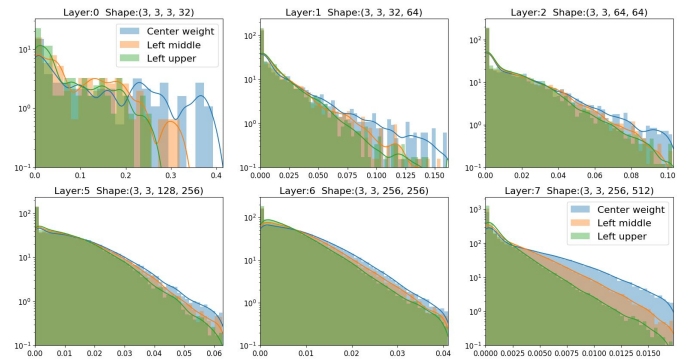 Layer:0 Shape:(3, 3, 3, 32)
Layer:1 Shape:(3, 3, 32, 64)
Layer:2 Shape:(3, 3, 64, 64)
Center weight
Left middle
Left upper
10¹
10⁰
10⁻¹
0.0 0.1 0.2 0.3 0.4
10²
10¹
10⁰
10⁻¹
0.000 0.025 0.050 0.075 0.100 0.125 0.150
10²
10¹
10⁰
10⁻¹
0.00 0.02 0.04 0.06 0.08 0.10
Layer:5 Shape:(3, 3, 128, 256)
Layer:6 Shape:(3, 3, 256, 256)
Layer:7 Shape:(3, 3, 256, 512)
10²
10¹
10⁰
10⁻¹
0.00 0.01 0.02 0.03 0.04 0.05 0.06
10²
10¹
10⁰
10⁻¹
0.00 0.01 0.02 0.03 0.04
Center weight
Left middle
Left upper
10³
10²
10¹
10⁰
10⁻¹
0.0000 0.0025 0.0050 0.0075 0.0100 0.0125 0.0150